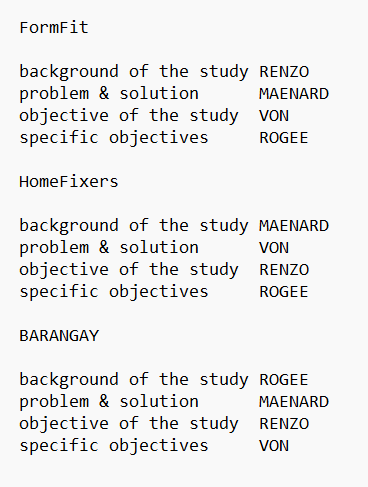 FormFit
background of the study RENZO
problem & solution MAENARD
objective of the study VON
specific objectives ROGEE
HomeFixers
background of the study MAENARD
problem & solution VON
objective of the study RENZO
specific objectives ROGEE
BARANGAY
background of the study ROGEE
problem & solution MAENARD
objective of the study RENZO
specific objectives VON